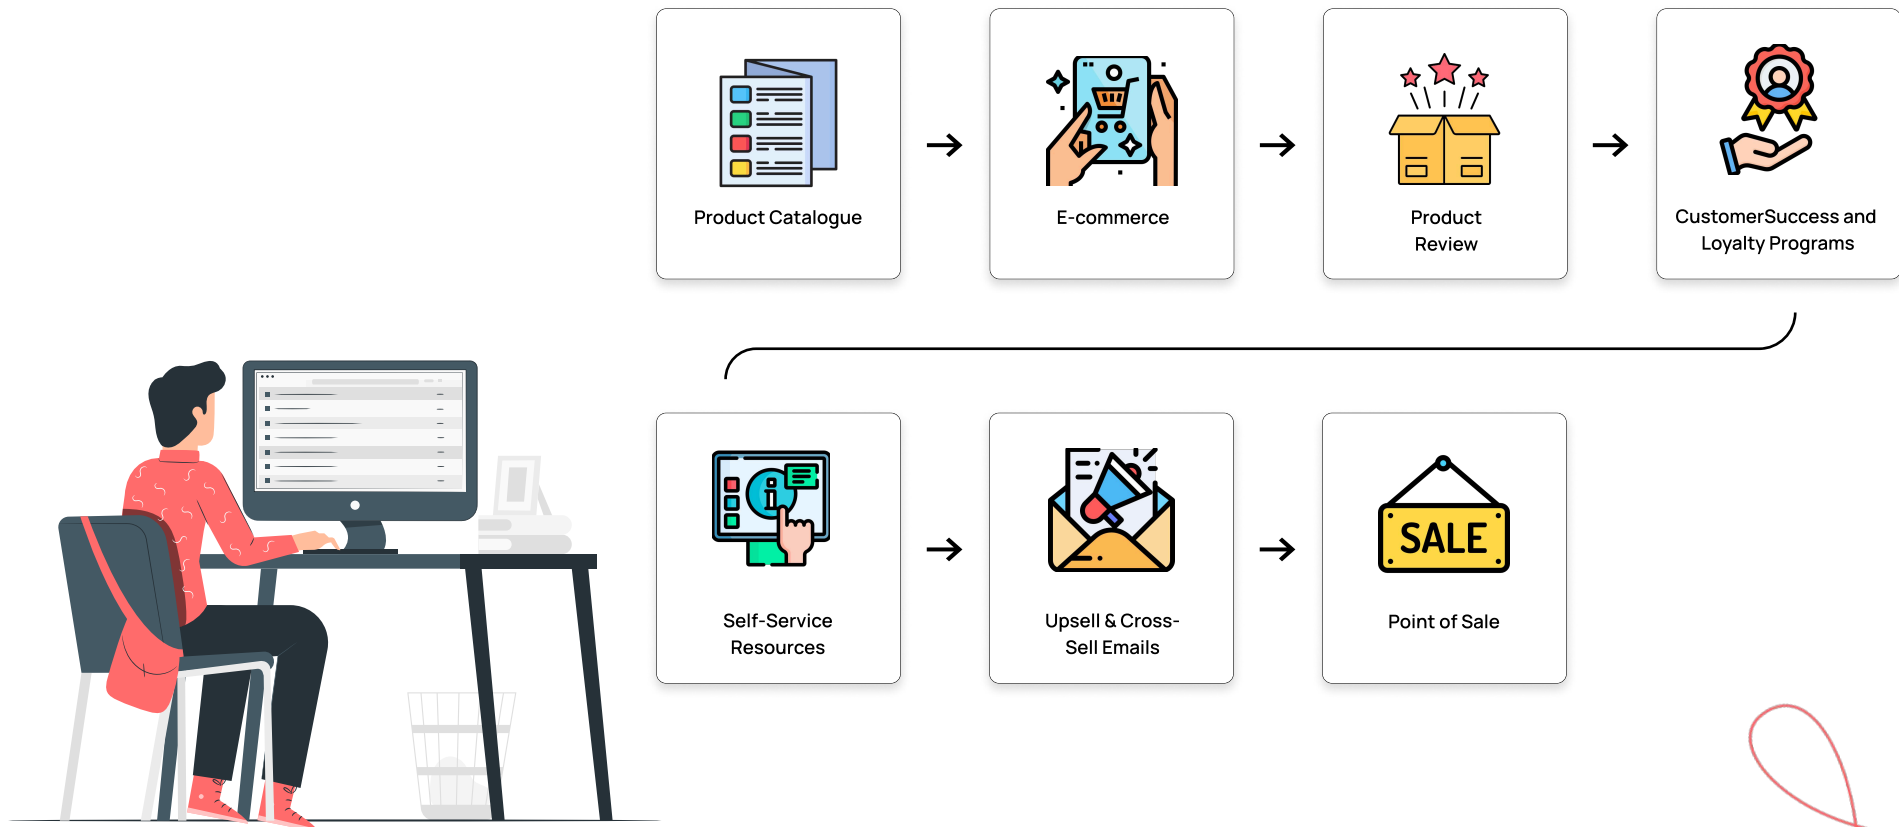 Product Catalogue
E-commerce
Product
Review
CustomerSuccess and
Loyalty Programs
Self-Service
Resources
Upsell & Cross-
Sell Emails
SALE
Point of Sale